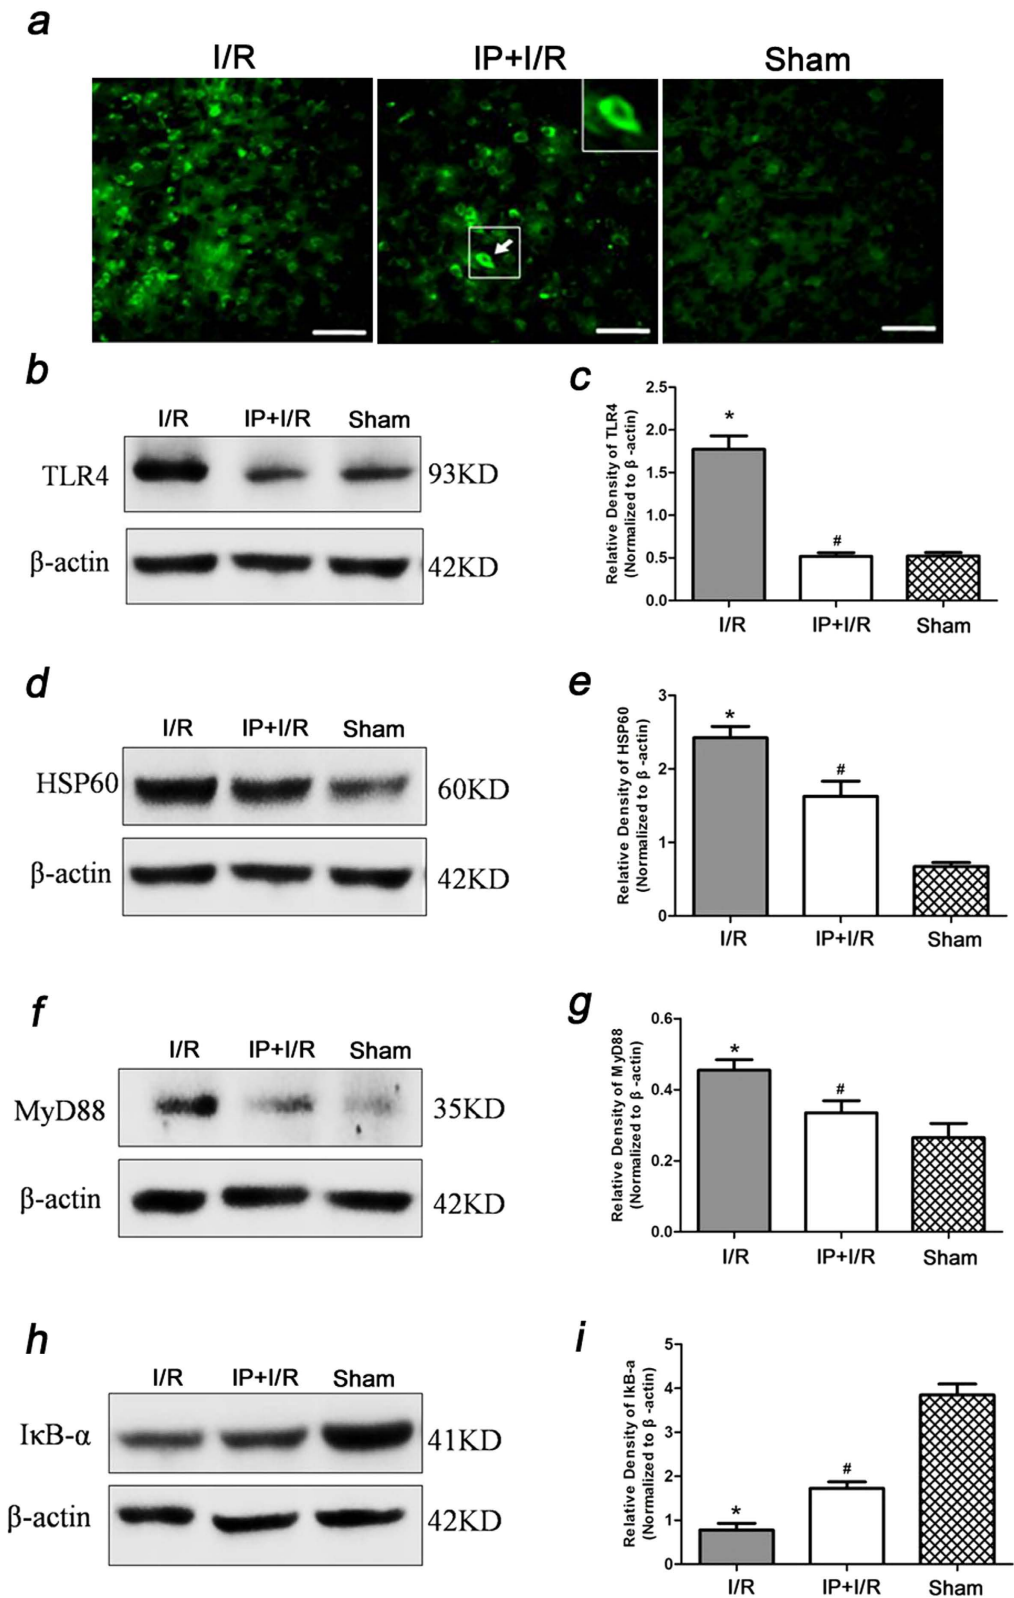 a
I/R
IP+I/R
Sham
b
I/R
IP+I/R
Sham
TLR4
93KD
β-actin
42KD
c
Relative Density of TLR4
(Normalized to β -actin)
2.5
2.0
1.5
1.0
0.5
0.0
*
#
I/R
IP+I/R
Sham
d
I/R
IP+I/R
Sham
HSP60
60KD
β-actin
42KD
e
Relative Density of HSP60
(Normalized to β -actin)
3
2
1
0
*
#
I/R
IP+I/R
Sham
f
I/R
IP+I/R
Sham
MyD88
35KD
β-actin
42KD
g
Relative Density of MyD88
(Normalized to β -actin)
0.6
0.4
0.2
0.0
*
#
I/R
IP+I/R
Sham
h
I/R
IP+I/R
Sham
IκB-α
41KD
β-actin
42KD
i
Relative Density of IkB-a
(Normalized to β -actin)
5
4
3
2
1
0
*
#
I/R
IP+I/R
Sham